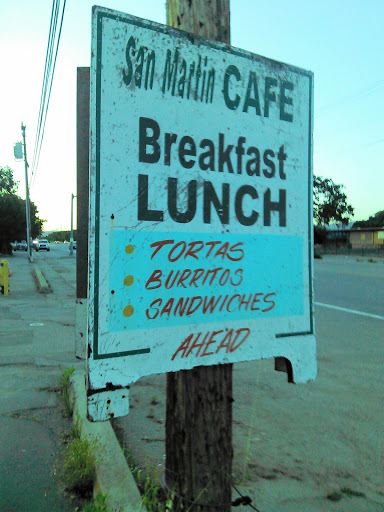 San Martin CAFE
Breakfast
LUNCH
TORTAS
BURRITOS
SANDWICHES
AHEAD